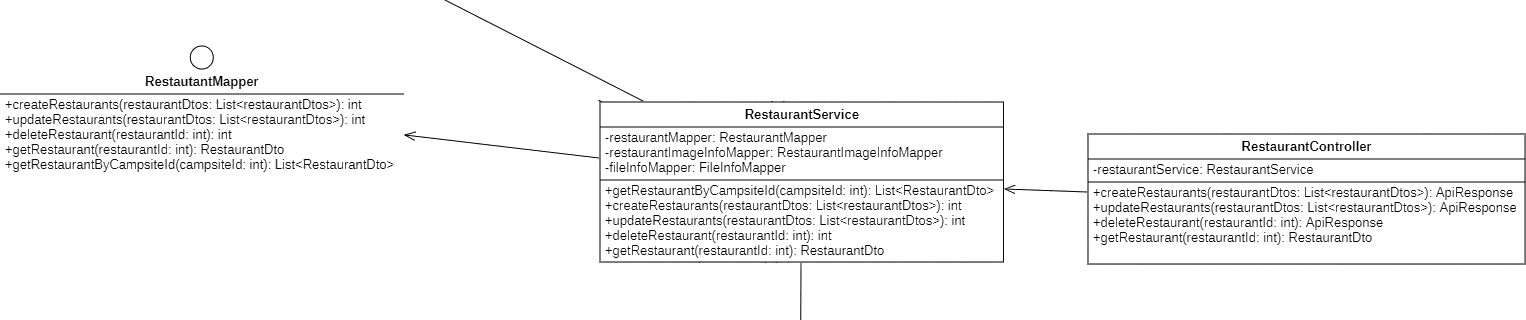 RestautantMapper
+createRestaurants(restaurantDtos: List<restaurantDtos>): int
+updateRestaurants(restaurantDtos: List<restaurantDtos>): int
+deleteRestaurant(restaurantId: int): int
+getRestaurant(restaurantId: int): RestaurantDto
+getRestaurantByCampsiteId(campsiteId: int): List<RestaurantDto>
RestaurantService
-restaurantMapper: RestaurantMapper
-restaurantImageInfoMapper: RestaurantImageInfoMapper
-fileInfoMapper: FileInfoMapper
+getRestaurantByCampsiteId(campsiteId: int): List<RestaurantDto>
+createRestaurants(restaurantDtos: List<restaurantDtos>): int
+updateRestaurants(restaurantDtos: List<restaurantDtos>): int
+deleteRestaurant(restaurantId: int): int
+getRestaurant(restaurantId: int): RestaurantDto
RestaurantController
-restaurantService: RestaurantService
+createRestaurants(restaurantDtos: List<restaurantDtos>): ApiResponse
+updateRestaurants(restaurantDtos: List<restaurantDtos>): ApiResponse
+deleteRestaurant(restaurantId: int): ApiResponse
+getRestaurant(restaurantId: int): RestaurantDto